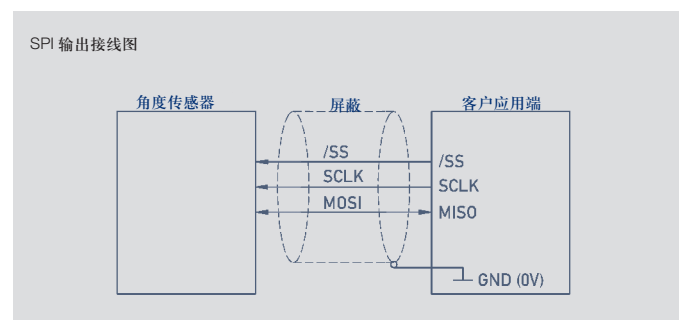 SPI 输出接线图
角度传感器 屏蔽 客户应用端
/SS /SS
SCLK SCLK
MOSI MISO
GND (0V)